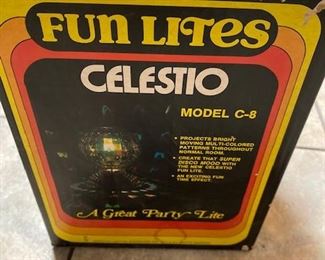 FUN LITES
CELESTIO
MODEL C-8
• PROJECTS BRIGHT
MOVING MULTI-COLORED
PATTERNS THROUGHOUT
NORMAL ROOM.
• CREATE THAT SUPER
DISCO MOOD WITH
THE NEW CELESTIO
FUN LITE.
• AN EXCITING FUN
TIME EFFECT.
A Great Party Lite